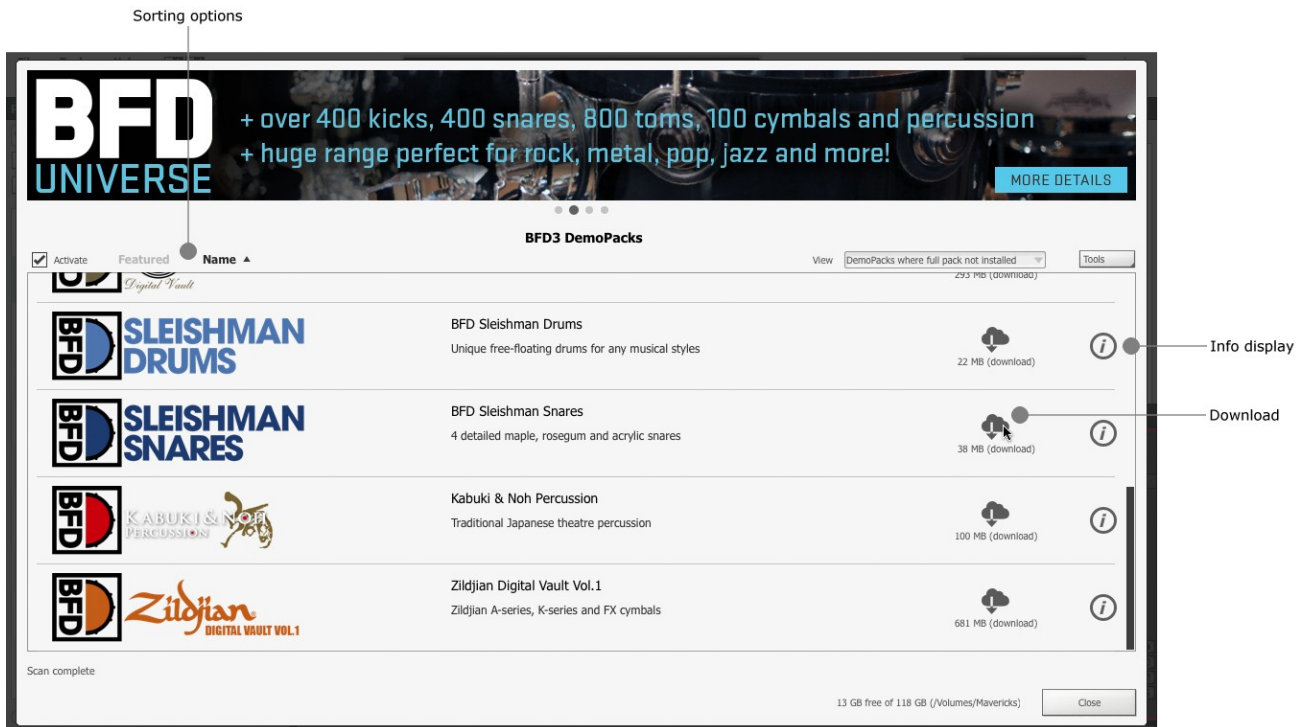 Sorting options
BFD
UNIVERSE
+ over 400 kicks, 400 snares, 800 toms, 100 cymbals and percussion
+ huge range perfect for rock, metal, pop, jazz and more!
MORE DETAILS
BFD3 DemoPacks
Activate Featured Name View DemoPacks where full pack not installed Tools
Digital Vault
293 MB (download)
BFD
SLEISHMAN
DRUMS
BFD Sleishman Drums
Unique free-floating drums for any musical styles
22 MB (download)
i
Info display
BFD
SLEISHMAN
SNARES
BFD Sleishman Snares
4 detailed maple, rosegum and acrylic snares
38 MB (download)
i
Download
BFD
KABUKI & NOH
PERCUSSION
Kabuki & Noh Percussion
Traditional Japanese theatre percussion
100 MB (download)
i
BFD
Zildjian
DIGITAL VAULT VOL.1
Zildjian Digital Vault Vol.1
Zildjian A-series, K-series and FX cymbals
681 MB (download)
i
Scan complete
13 GB free of 118 GB (/Volumes/Mavericks) Close